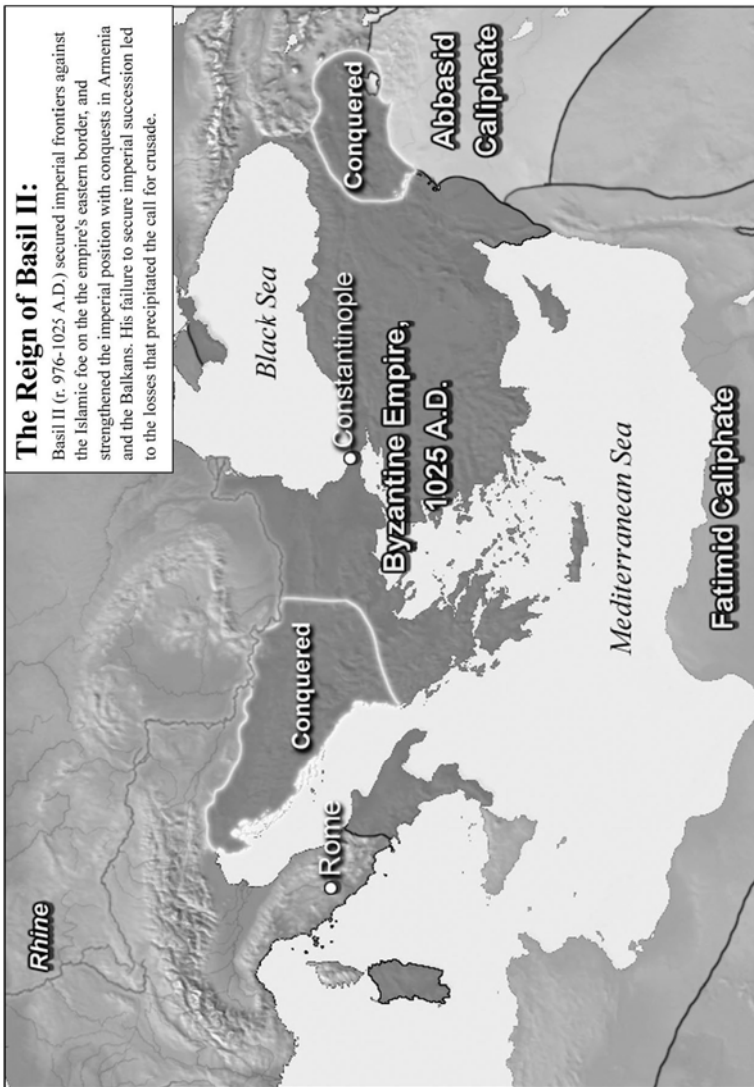 The Reign of Basil II:
Basil II (r. 976-1025 A.D.) secured imperial frontiers against
the Islamic foe on the the empire's eastern border, and
strengthened the imperial position with conquests in Armenia
and the Balkans. His failure to secure imperial succession led
to the losses that precipitated the call for crusade.
Rhine
Black Sea
Conquered
Conquered
Constantinople
Rome
Byzantine Empire,
1025 A.D.
Abbasid
Caliphate
Mediterranean Sea
Fatimid Caliphate